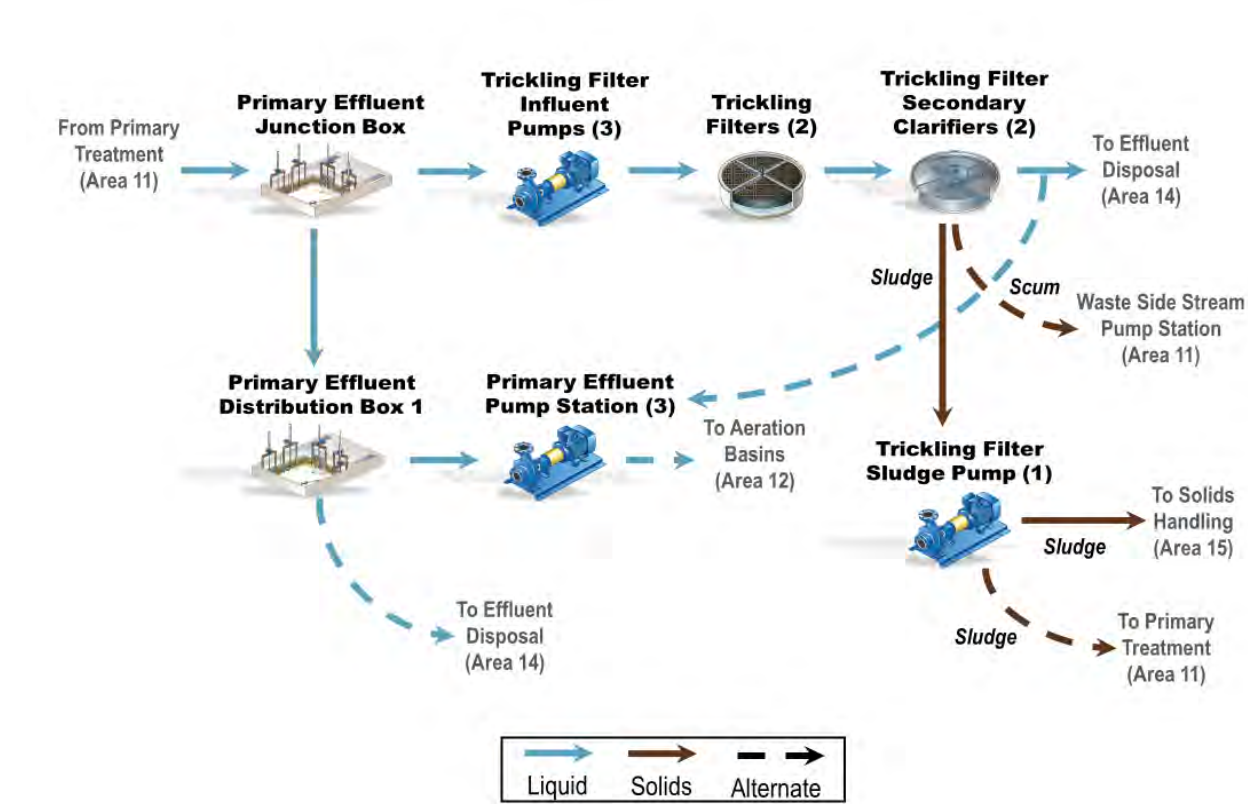 From Primary
Treatment
(Area 11)
Primary Effluent
Junction Box
Trickling Filter
Influent
Pumps (3)
Trickling
Filters (2)
Trickling Filter
Secondary
Clarifiers (2)
To Effluent
Disposal
(Area 14)
Sludge
Scum
Waste Side Stream
Pump Station
(Area 11)
Primary Effluent
Distribution Box 1
Primary Effluent
Pump Station (3)
To Aeration
Basins
(Area 12)
Trickling Filter
Sludge Pump (1)
To Solids
Handling
(Area 15)
Sludge
To Effluent
Disposal
(Area 14)
Sludge
To Primary
Treatment
(Area 11)
Liquid
Solids
Alternate